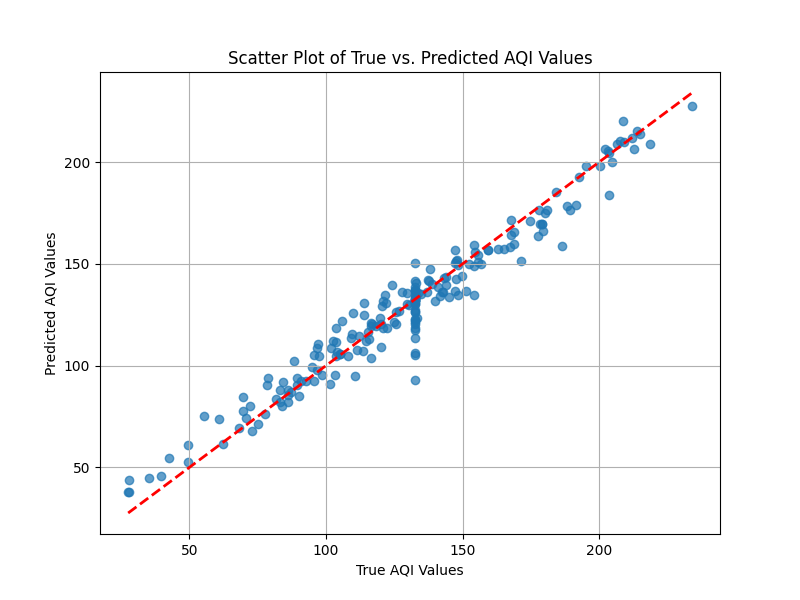 Scatter Plot of True vs. Predicted AQI Values
200
150
100
50
Predicted AQI Values
50 100 150 200
True AQI Values